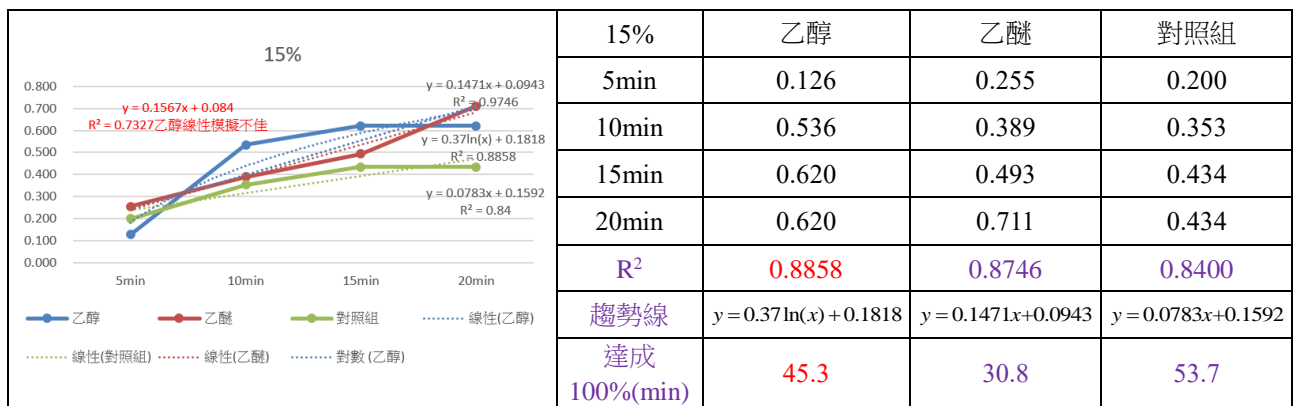 15%
0.800
0.700
0.600
0.500
0.400
0.300
0.200
0.100
0.000
y = 0.1567x + 0.084
R² = 0.7327乙醇線性模擬不佳
y = 0.1471x + 0.0943
R² = 0.9746
y = 0.37ln(x) + 0.1818
R² = 0.8858
y = 0.0783x + 0.1592
R² = 0.84
5min 10min 15min 20min
乙醇 乙醚 對照組 線性(乙醇)
線性(對照組) 線性(乙醚) 對數 (乙醇)
15% 乙醇 乙醚 對照組
5min 0.126 0.255 0.200
10min 0.536 0.389 0.353
15min 0.620 0.493 0.434
20min 0.620 0.711 0.434
R² 0.8858 0.8746 0.8400
趨勢線 y = 0.37ln(x) + 0.1818 y = 0.1471x+0.0943 y = 0.0783x+0.1592
達成
100%(min) 45.3 30.8 53.7